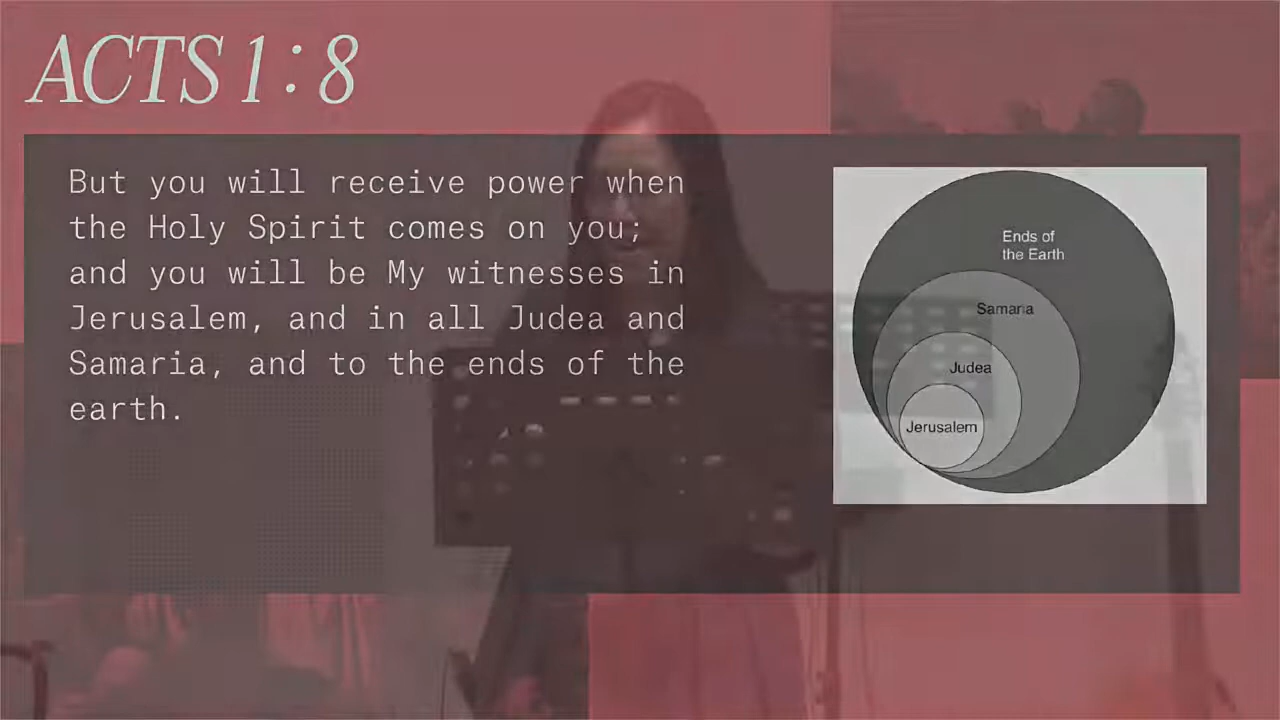 ACTS 1:8
But you will receive power when
the Holy Spirit comes on you;
and you will be My witnesses in
Jerusalem, and in all Judea and
Samaria, and to the ends of the
earth.
Ends of
the Earth
Samaria
Judea
Jerusalem